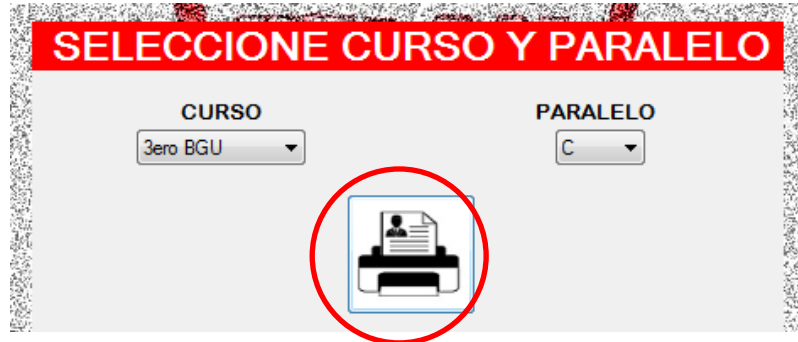 SELECCIONE CURSO Y PARALELO
CURSO PARALELO
3ero BGU C